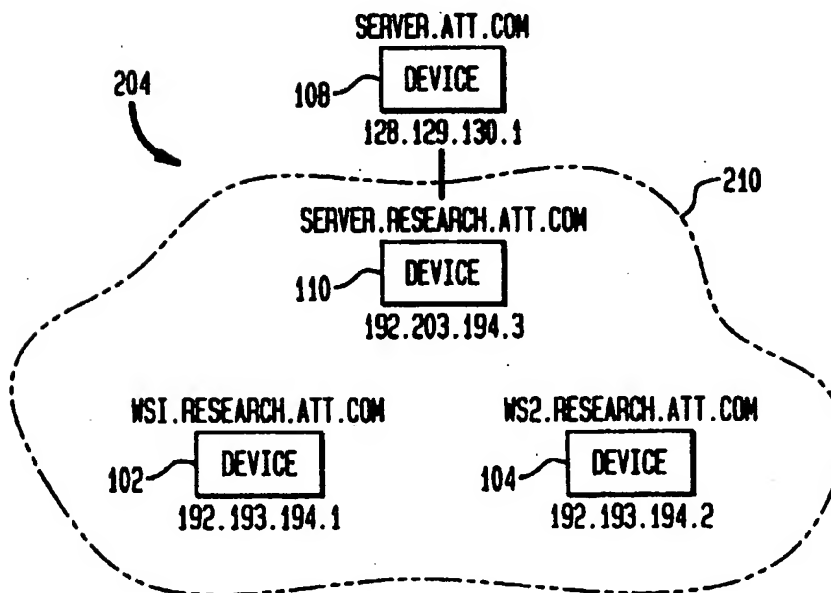 SERVER.ATT.COM
204
108
DEVICE
128.129.130.1
210
SERVER.RESEARCH.ATT.COM
110
DEVICE
192.203.194.3
WS1.RESEARCH.ATT.COM
WS2.RESEARCH.ATT.COM
102
DEVICE
104
DEVICE
192.193.194.1
192.193.194.2